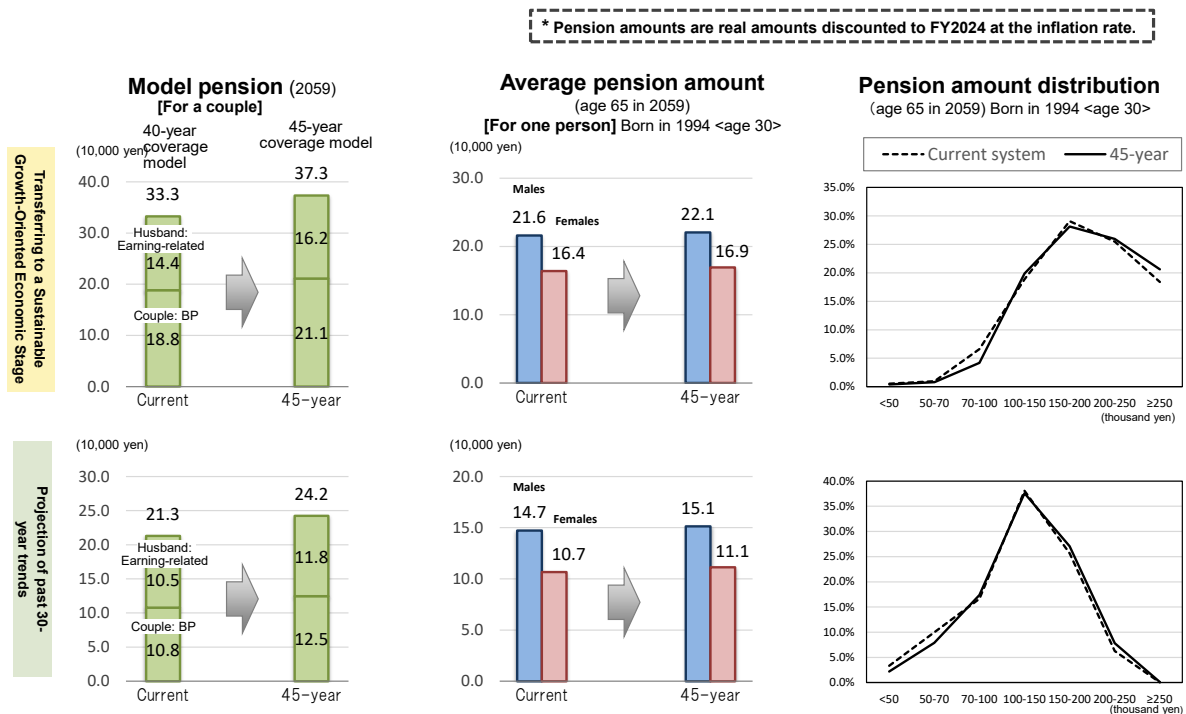 * Pension amounts are real amounts discounted to FY2024 at the inflation rate.
Model pension (2059)
[For a couple]
Average pension amount
(age 65 in 2059)
[For one person] Born in 1994 <age 30>
Pension amount distribution
(age 65 in 2059) Born in 1994 <age 30>
Transferring to a Sustainable
Growth-Oriented Economic Stage
(10,000 yen)
40-year
coverage
model
45-year
coverage model
40.0
30.0
20.0
10.0
0.0
33.3
Husband:
Earning-related
14.4
Couple: BP
18.8
37.3
16.2
21.1
Current
45-year
(10,000 yen)
30.0
20.0
10.0
0.0
Males
21.6
Females
16.4
22.1
16.9
Current
45-year
Current system
45-year
35.0%
30.0%
25.0%
20.0%
15.0%
10.0%
5.0%
0.0%
<50
50-70
70-100
100-150
150-200
200-250
≥250
(thousand yen)
Projection of past 30-
year trends
(10,000 yen)
30.0
25.0
20.0
15.0
10.0
5.0
0.0
21.3
Husband:
Earning-related
10.5
Couple: BP
10.8
24.2
11.8
12.5
Current
45-year
(10,000 yen)
20.0
15.0
10.0
5.0
0.0
Males
14.7
Females
10.7
15.1
11.1
Current
45-year
40.0%
35.0%
30.0%
25.0%
20.0%
15.0%
10.0%
5.0%
0.0%
<50
50-70
70-100
100-150
150-200
200-250
≥250
(thousand yen)